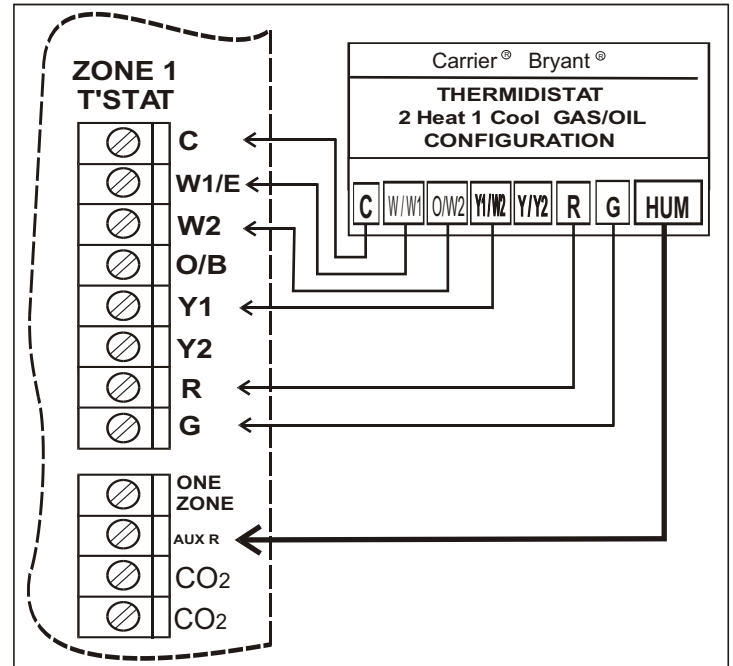 ZONE 1
T'STAT
C
W1/E
W2
O/B
Y1
Y2
R
G
ONE
ZONE
AUX R
CO2
CO2
Carrier ® Bryant ®
THERMIDISTAT
2 Heat 1 Cool GAS/OIL
CONFIGURATION
C W/W1 O/W2 Y1/W2 Y/Y2 R G HUM